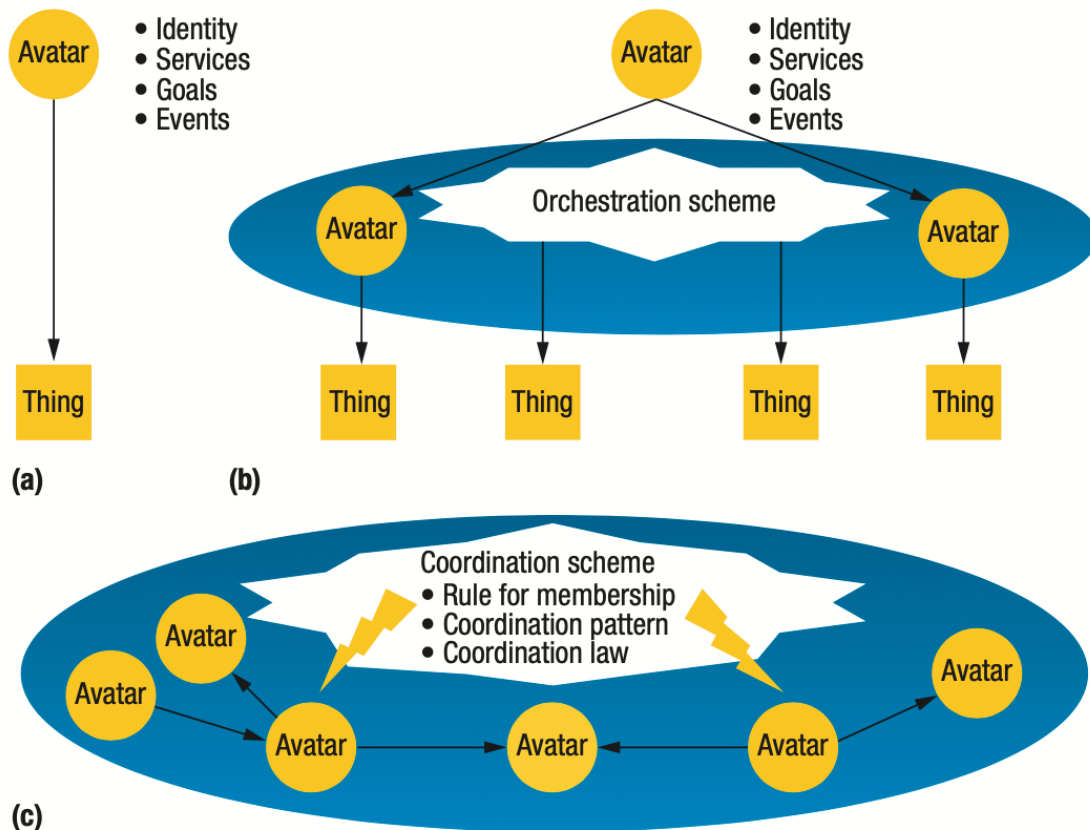 Avatar
• Identity
• Services
• Goals
• Events
Thing
(a)
Avatar
• Identity
• Services
• Goals
• Events
Orchestration scheme
Avatar
Avatar
Thing
Thing
Thing
Thing
(b)
Coordination scheme
• Rule for membership
• Coordination pattern
• Coordination law
Avatar
Avatar
Avatar
Avatar
Avatar
Avatar
(c)